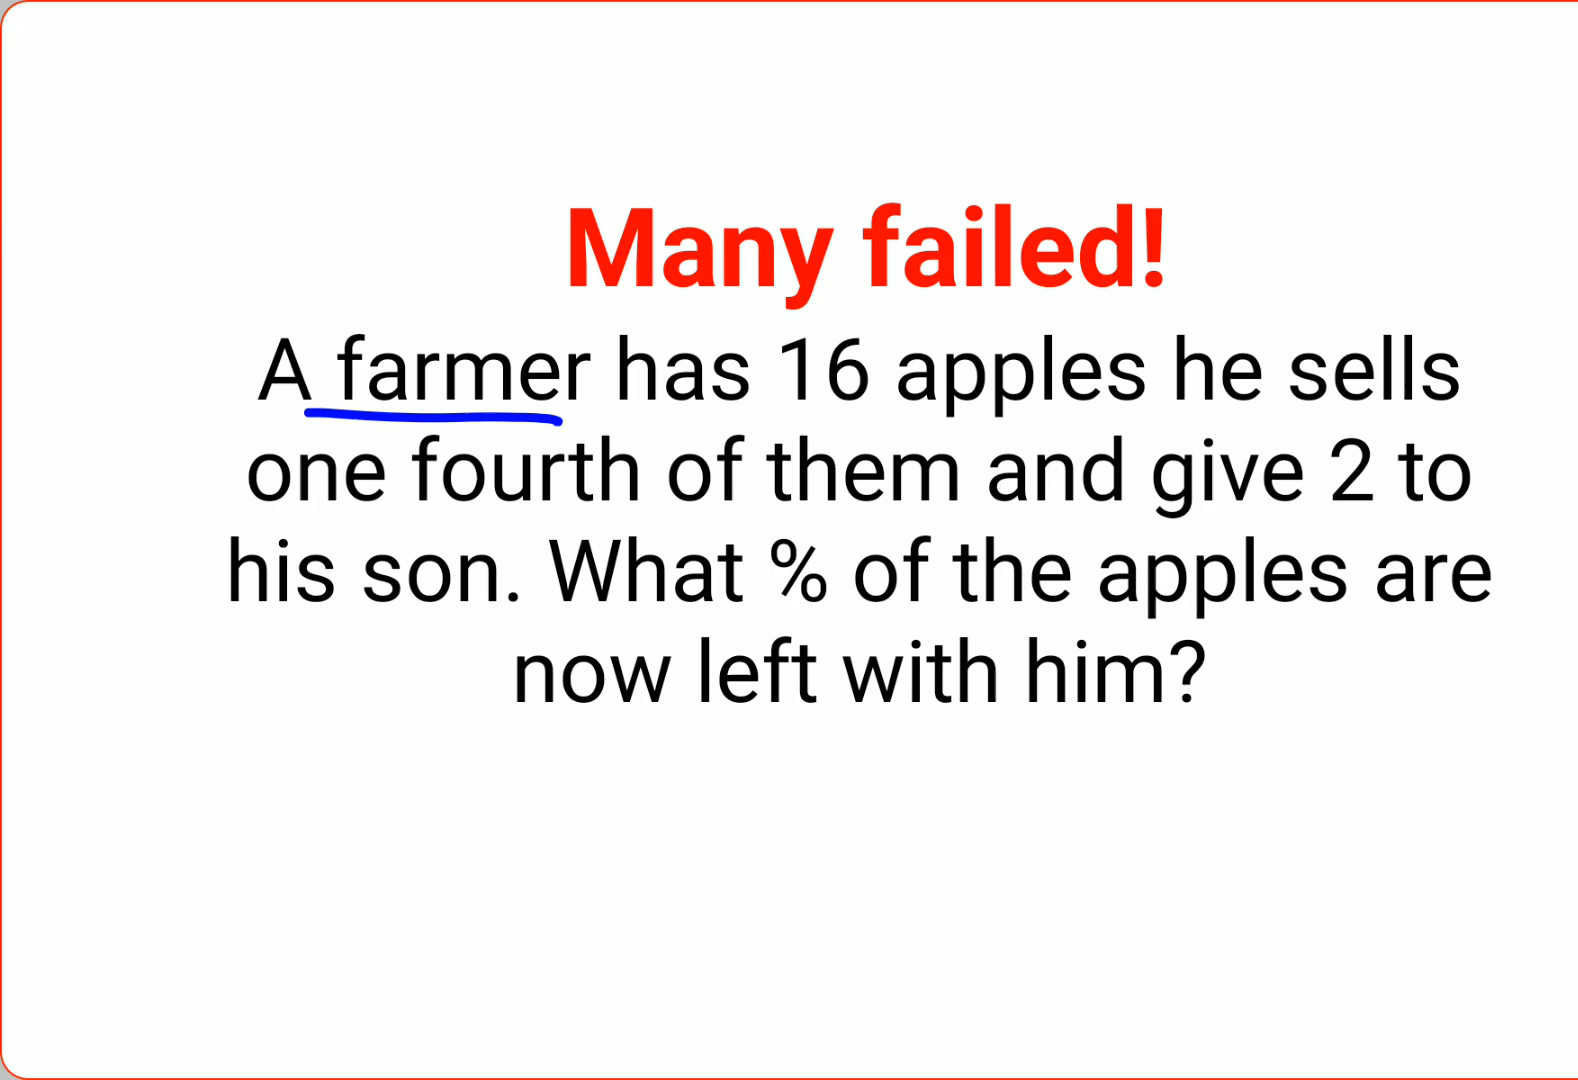 Many failed!
A farmer has 16 apples he sells
one fourth of them and give 2 to
his son. What % of the apples are
now left with him?